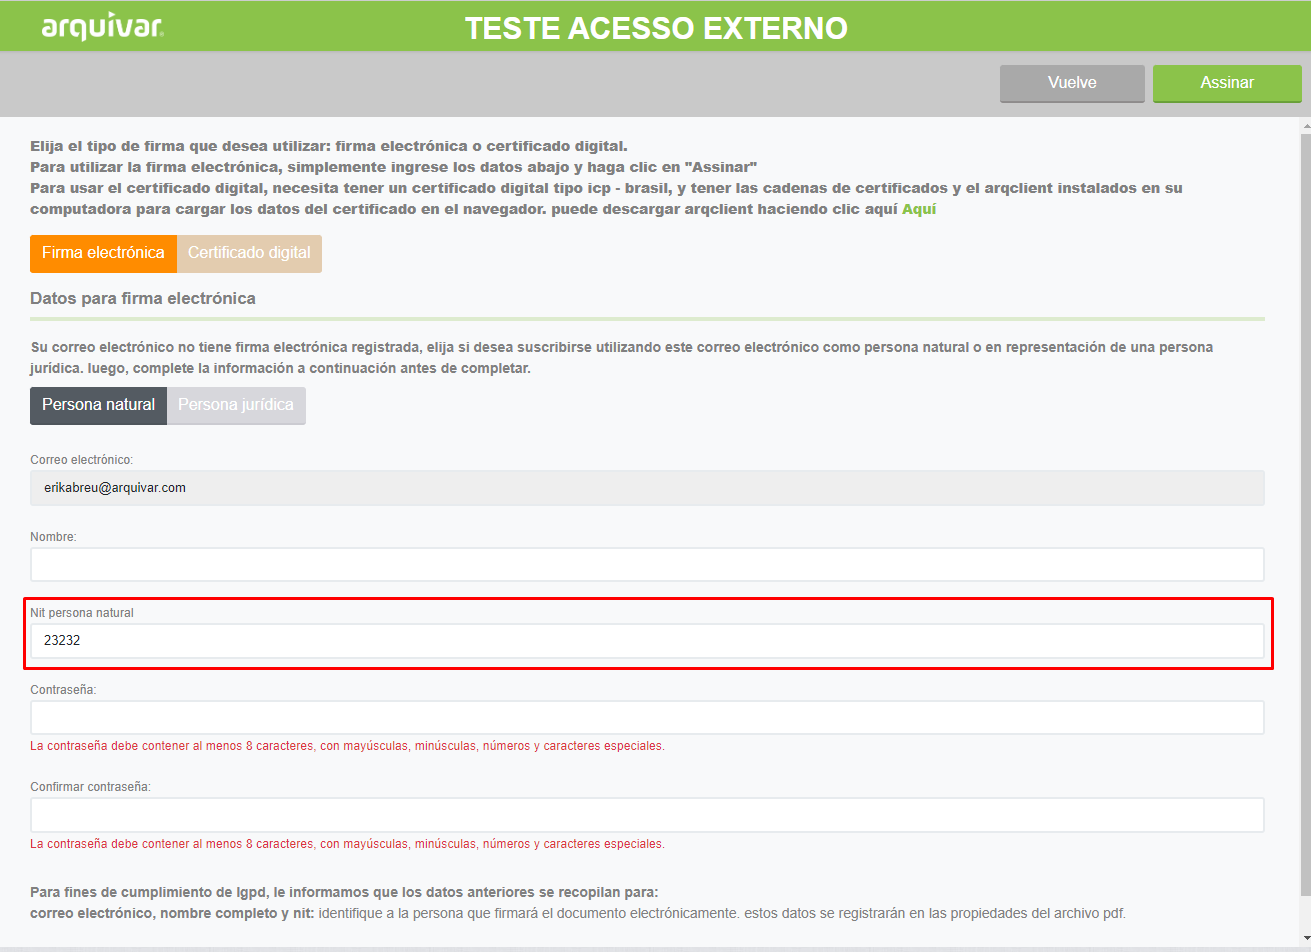 arquivar
TESTE ACESSO EXTERNO
Vuelve
Assinar
Elija el tipo de firma que desea utilizar: firma electrónica o certificado digital.
Para utilizar la firma electrónica, simplemente ingrese los datos abajo y haga clic en "Assinar"
Para usar el certificado digital, necesita tener un certificado digital tipo icp - brasil, y tener las cadenas de certificados y el arqclient instalados en su
computadora para cargar los datos del certificado en el navegador. puede descargar arqclient haciendo clic aquí Aquí
Firma electrónica
Certificado digital
Datos para firma electrónica
Su correo electrónico no tiene firma electrónica registrada, elija si desea suscribirse utilizando este correo electrónico como persona natural o en representación de una persona
jurídica. luego, complete la información a continuación antes de completar.
Persona natural
Persona jurídica
Correo electrónico:
erikabreu@arquivar.com
Nombre:
Nit persona natural
23232
Contraseña:
La contraseña debe contener al menos 8 caracteres, con mayúsculas, minúsculas, números y caracteres especiales.
Confirmar contraseña:
La contraseña debe contener al menos 8 caracteres, con mayúsculas, minúsculas, números y caracteres especiales.
Para fines de cumplimiento de lgpd, le informamos que los datos anteriores se recopilan para:
correo electrónico, nombre completo y nit: identifique a la persona que firmará el documento electrónicamente. estos datos se registrarán en las propiedades del archivo pdf.